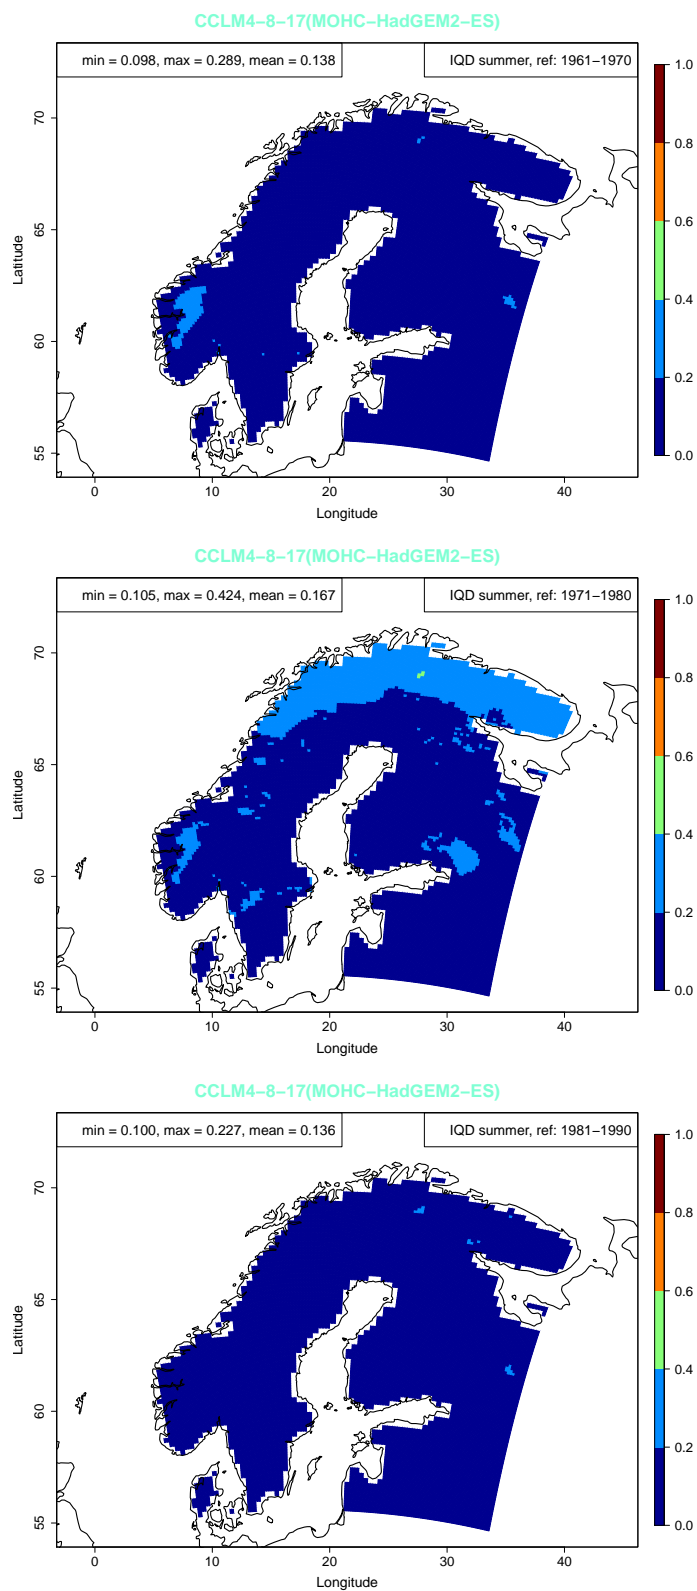 CCLM4−8−17(MOHC−HadGEM2−ES)
min = 0.098, max = 0.289, mean = 0.138
IQD summer, ref: 1961−1970
1.0
0.8
0.6
0.4
0.2
0.0
70
65
60
55
Latitude
0 10 20 30 40
Longitude
CCLM4−8−17(MOHC−HadGEM2−ES)
min = 0.105, max = 0.424, mean = 0.167
IQD summer, ref: 1971−1980
1.0
0.8
0.6
0.4
0.2
0.0
70
65
60
55
Latitude
0 10 20 30 40
Longitude
CCLM4−8−17(MOHC−HadGEM2−ES)
min = 0.100, max = 0.227, mean = 0.136
IQD summer, ref: 1981−1990
1.0
0.8
0.6
0.4
0.2
0.0
70
65
60
55
Latitude
0 10 20 30 40
Longitude